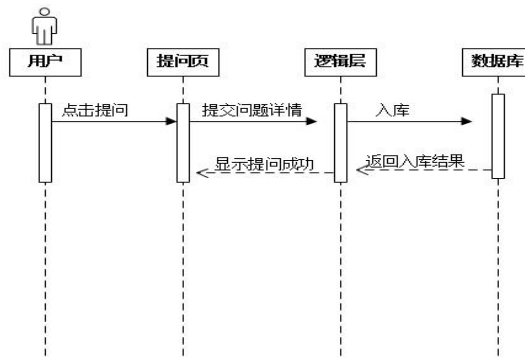 用户
提问页
逻辑层
数据库
点击提问
提交问题详情
入库
显示提问成功
返回入库结果